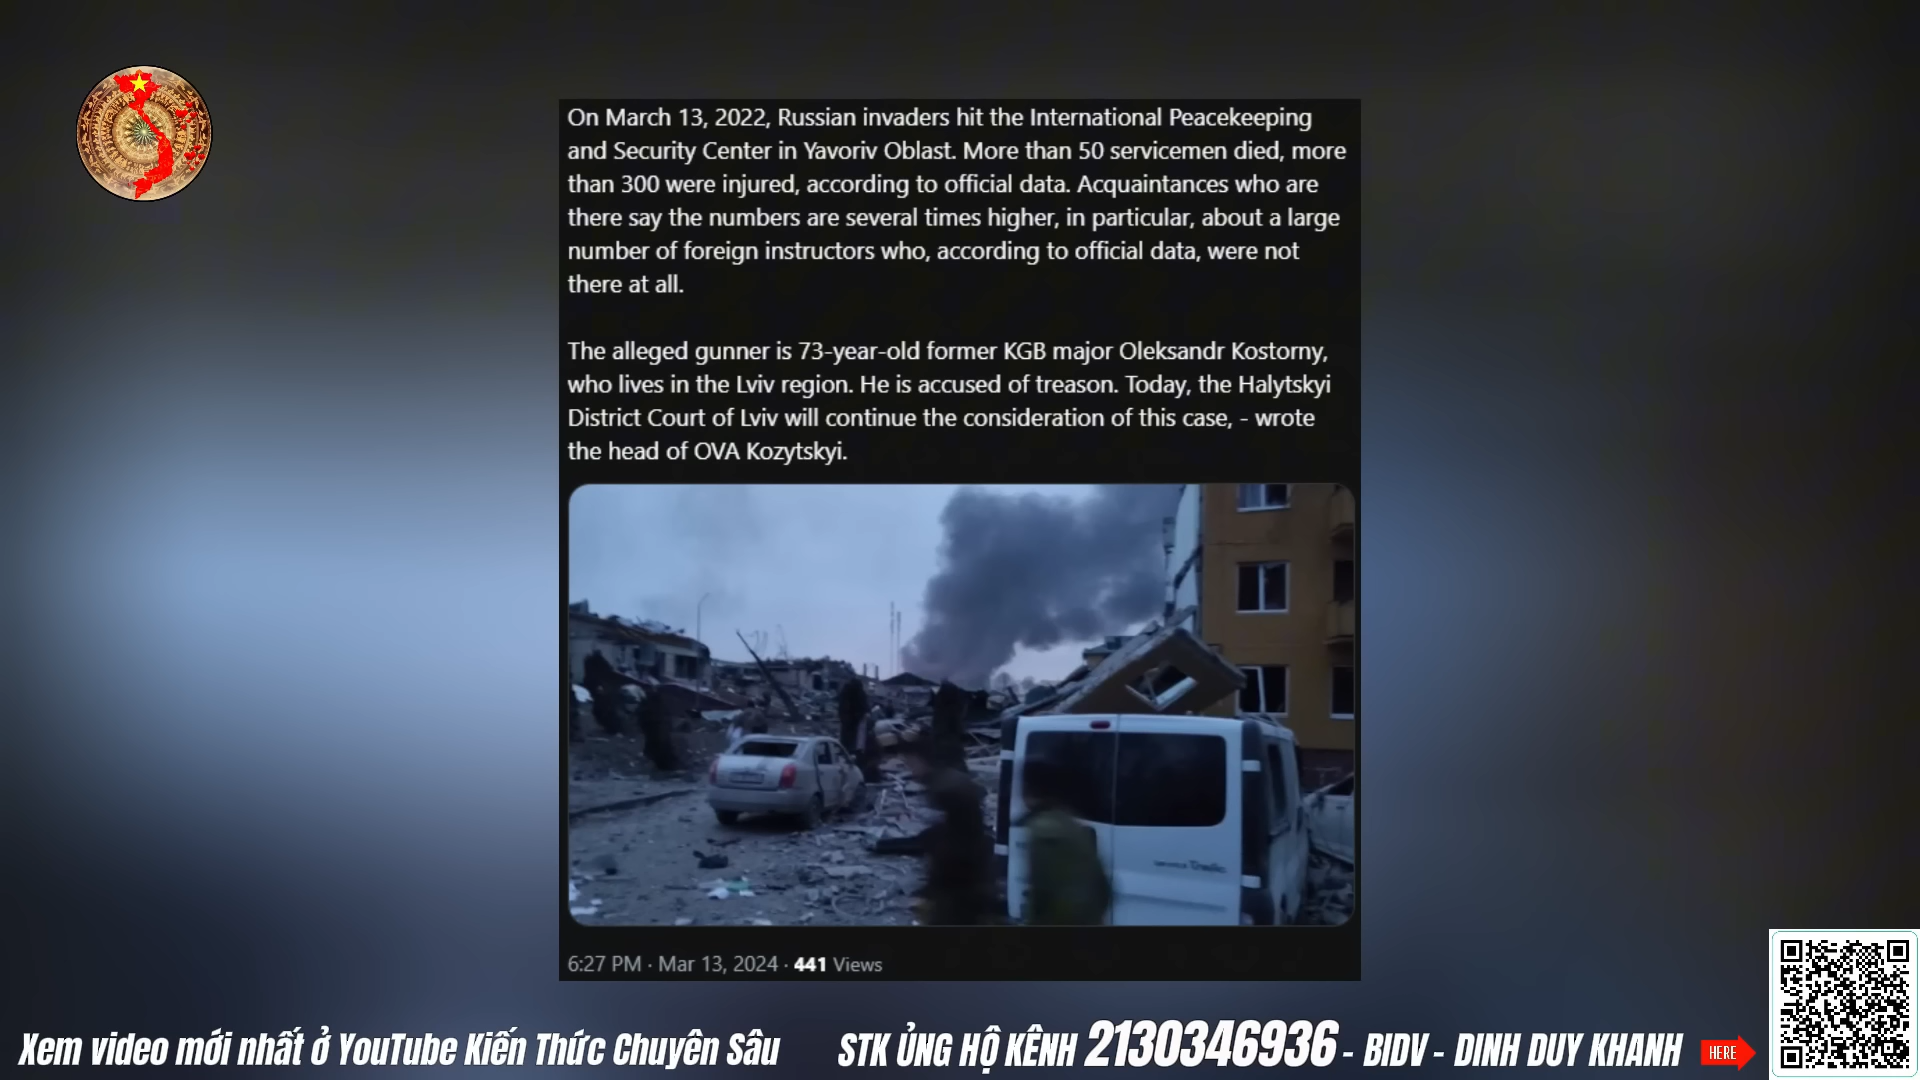 On March 13, 2022, Russian invaders hit the International Peacekeeping
and Security Center in Yavoriv Oblast. More than 50 servicemen died, more
than 300 were injured, according to official data. Acquaintances who are
there say the numbers are several times higher, in particular, about a large
number of foreign instructors who, according to official data, were not
there at all.
The alleged gunner is 73-year-old former KGB major Oleksandr Kostorny,
who lives in the Lviv region. He is accused of treason. Today, the Halytskyi
District Court of Lviv will continue the consideration of this case, - wrote
the head of OVA Kozytskyi.
6:27 PM · Mar 13, 2024 · 441 Views
Xem video mới nhất ở YouTube Kiến Thức Chuyên Sâu
STK ỦNG HỘ KÊNH 2130346936 - BIDV - DINH DUY KHANH
HERE